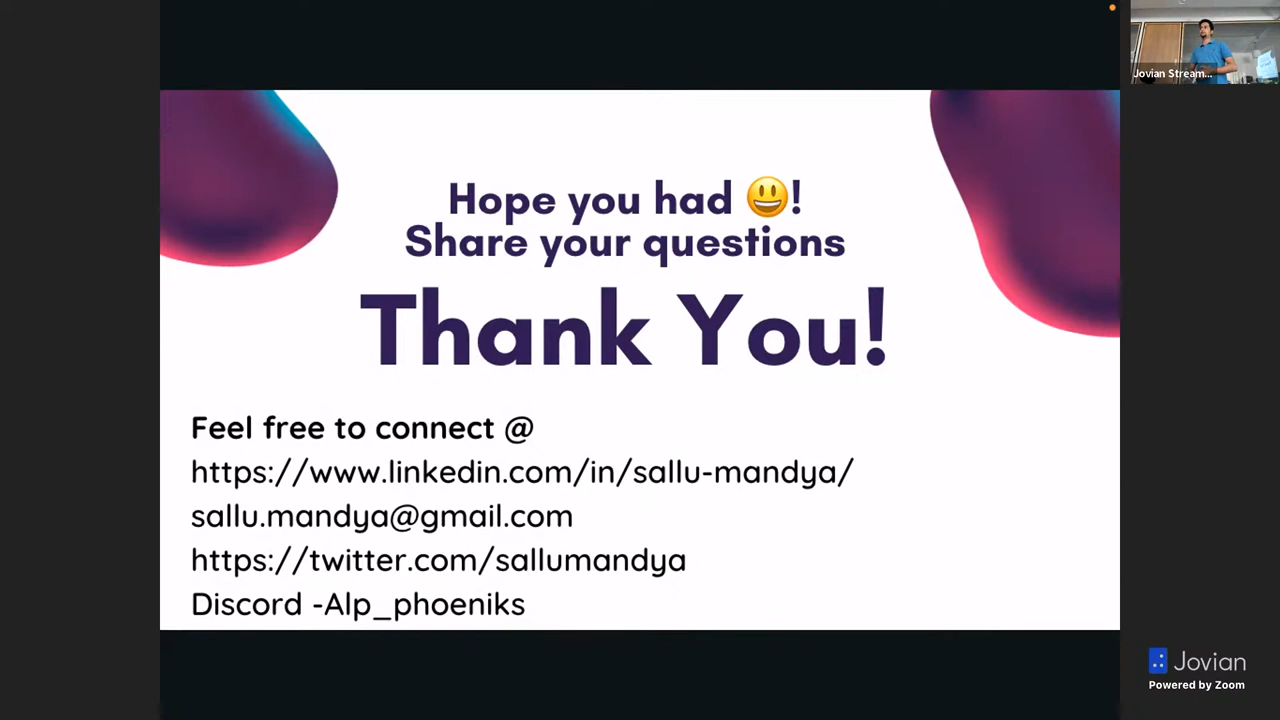 Jovian Stream...
Hope you had 😃!
Share your questions
Thank You!
Feel free to connect @
https://www.linkedin.com/in/sallu-mandya/
sallu.mandya@gmail.com
https://twitter.com/sallumandya
Discord -Alp_phoeniks
Jovian
Powered by Zoom